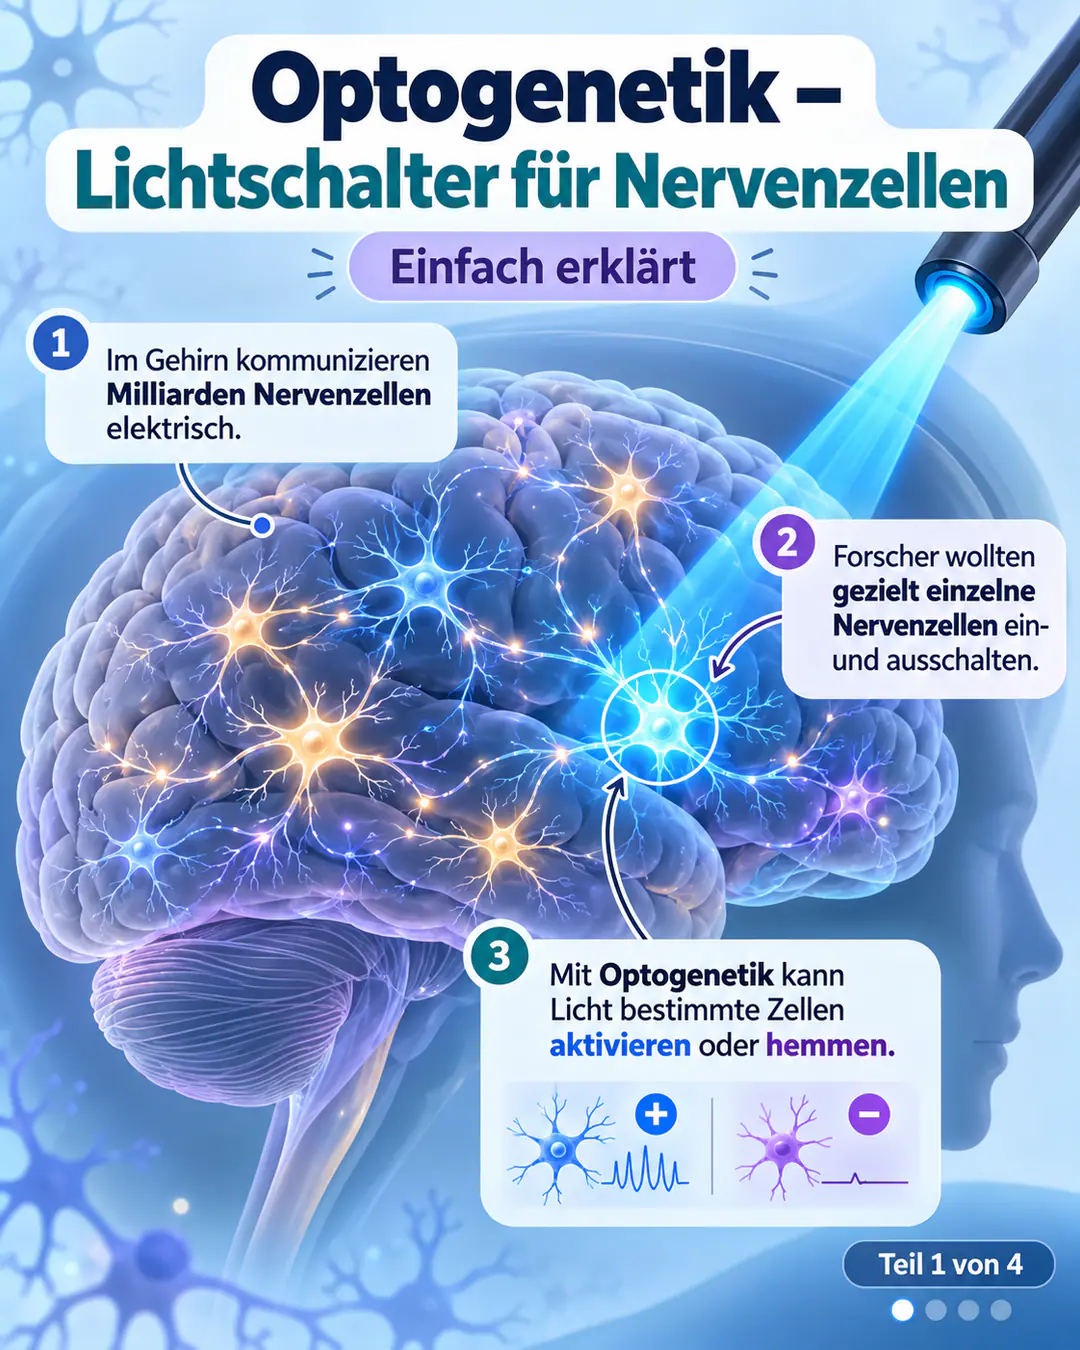 Optogenetik –
Lichtschalter für Nervenzellen
Einfach erklärt
1
Im Gehirn kommunizieren
Milliarden Nervenzellen
elektrisch.
2
Forscher wollten
gezielt einzelne
Nervenzellen ein-
und ausschalten.
3
Mit Optogenetik kann
Licht bestimmte Zellen
aktivieren oder hemmen.
+
−
Teil 1 von 4